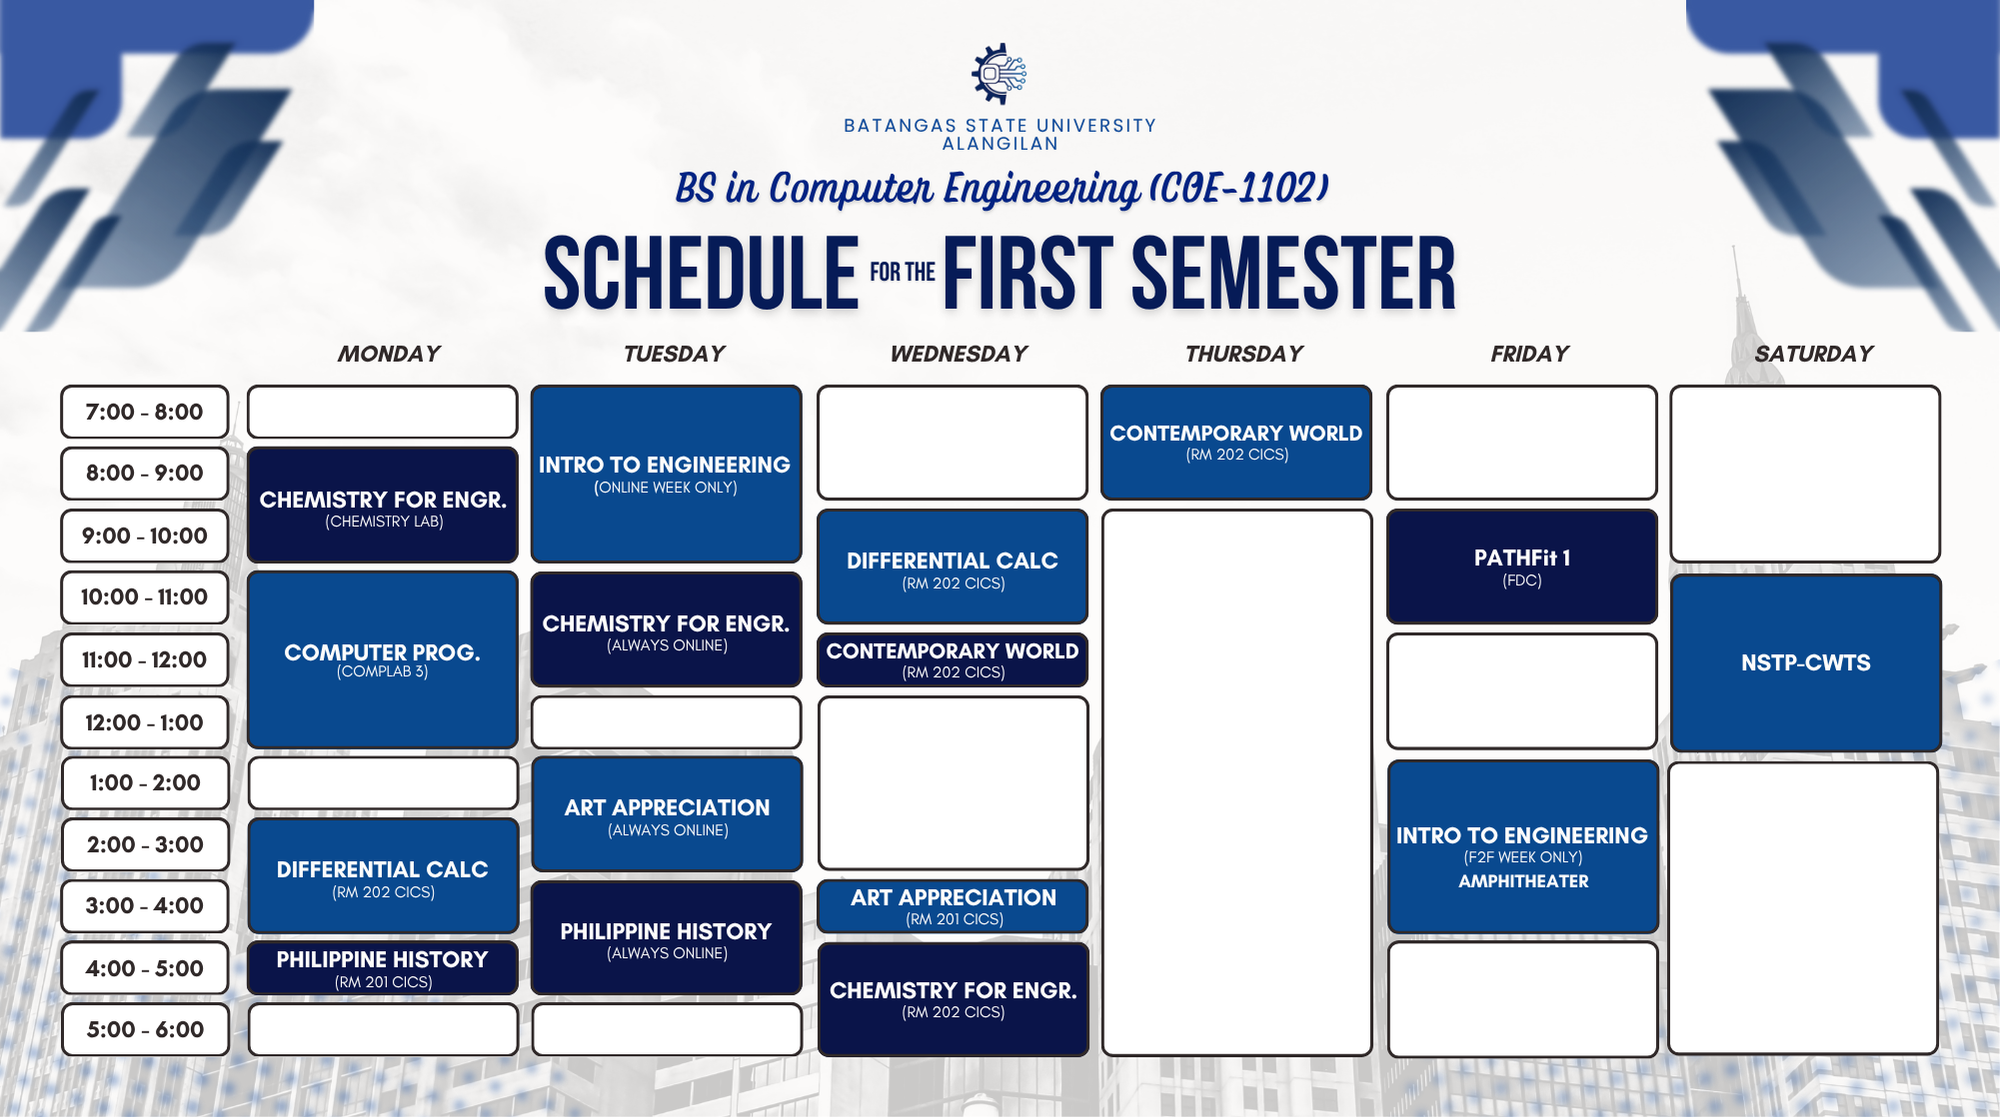 BATANGAS STATE UNIVERSITY
ALANGILAN
BS in Computer Engineering (COE-1102)
SCHEDULE FOR THE FIRST SEMESTER
MONDAY
TUESDAY
WEDNESDAY
THURSDAY
FRIDAY
SATURDAY
7:00 - 8:00
8:00 - 9:00
9:00 - 10:00
10:00 - 11:00
11:00 - 12:00
12:00 - 1:00
1:00 - 2:00
2:00 - 3:00
3:00 - 4:00
4:00 - 5:00
5:00 - 6:00
CHEMISTRY FOR ENGR.
(CHEMISTRY LAB)
COMPUTER PROG.
(COMPLAB 3)
DIFFERENTIAL CALC
(RM 202 CICS)
PHILIPPINE HISTORY
(RM 201 CICS)
INTRO TO ENGINEERING
(ONLINE WEEK ONLY)
CHEMISTRY FOR ENGR.
(ALWAYS ONLINE)
ART APPRECIATION
(ALWAYS ONLINE)
PHILIPPINE HISTORY
(ALWAYS ONLINE)
DIFFERENTIAL CALC
(RM 202 CICS)
CONTEMPORARY WORLD
(RM 202 CICS)
ART APPRECIATION
(RM 201 CICS)
CHEMISTRY FOR ENGR.
(RM 202 CICS)
CONTEMPORARY WORLD
(RM 202 CICS)
PATHFit 1
(FDC)
INTRO TO ENGINEERING
(F2F WEEK ONLY)
AMPHITHEATER
NSTP-CWTS